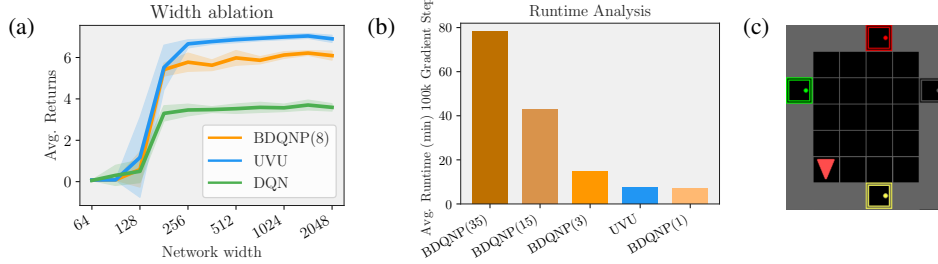 (a)
Width ablation
Avg. Returns
6
4
2
0
BDQNP(8)
UVU
DQN
64
128
256
512
1024
2048
Network width
(b)
Runtime Analysis
Avg. Runtime (min) 100k Gradient Steps
80
60
40
20
0
BDQNP(35)
BDQNP(15)
BDQNP(3)
UVU
BDQNP(1)
(c)